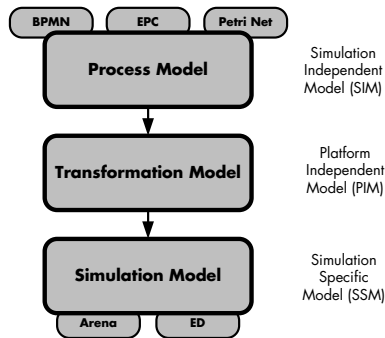 BPMN EPC Petri Net
Process Model
Simulation
Independent
Model (SIM)
Transformation Model
Platform
Independent
Model (PIM)
Simulation Model
Simulation
Specific
Model (SSM)
Arena ED